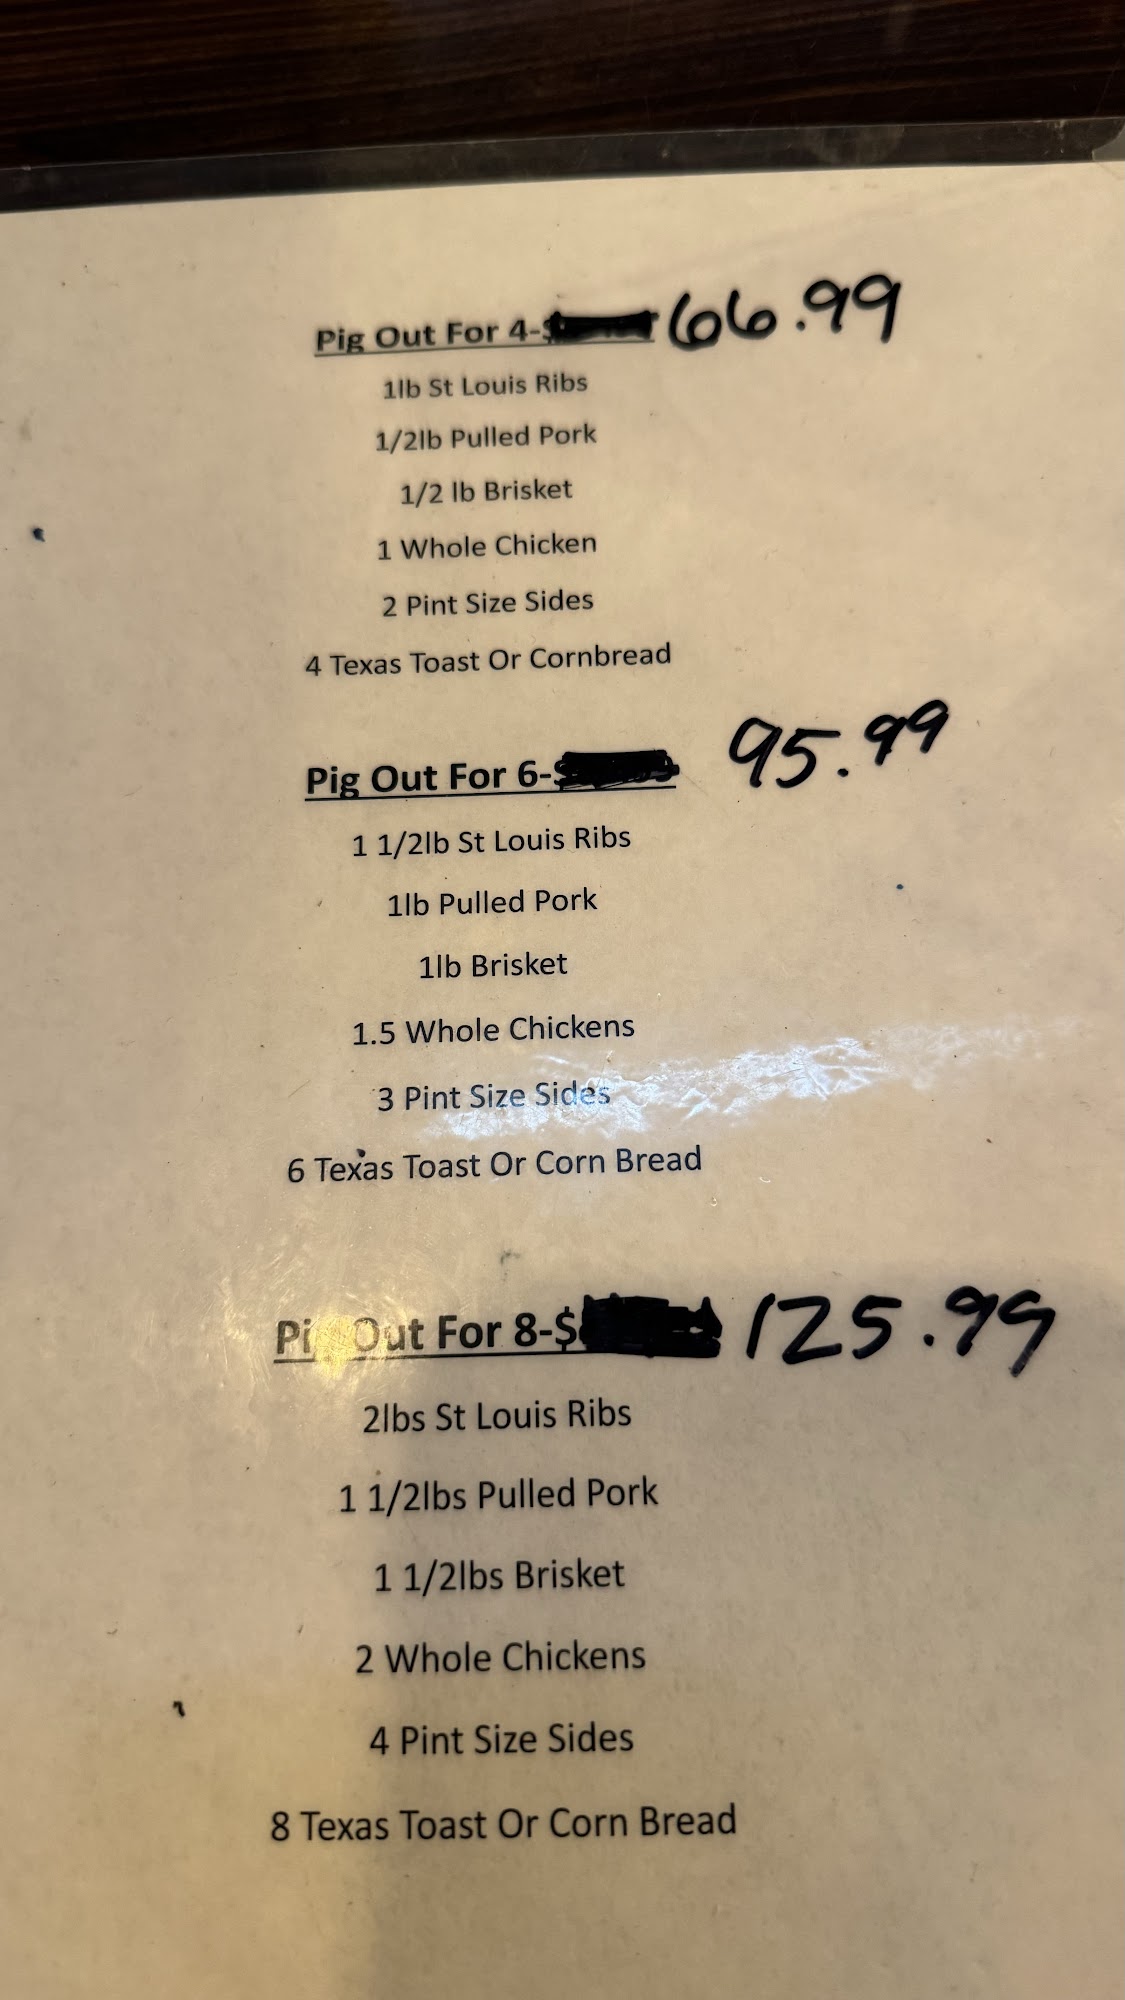 Pig Out For 4-$ 66.99
1lb St Louis Ribs
1/2lb Pulled Pork
1/2 lb Brisket
1 Whole Chicken
2 Pint Size Sides
4 Texas Toast Or Cornbread
Pig Out For 6-$ 95.99
1 1/2lb St Louis Ribs
1lb Pulled Pork
1lb Brisket
1.5 Whole Chickens
3 Pint Size Sides
6 Texas Toast Or Corn Bread
Pig Out For 8-$ 125.99
2lbs St Louis Ribs
1 1/2lbs Pulled Pork
1 1/2lbs Brisket
2 Whole Chickens
4 Pint Size Sides
8 Texas Toast Or Corn Bread